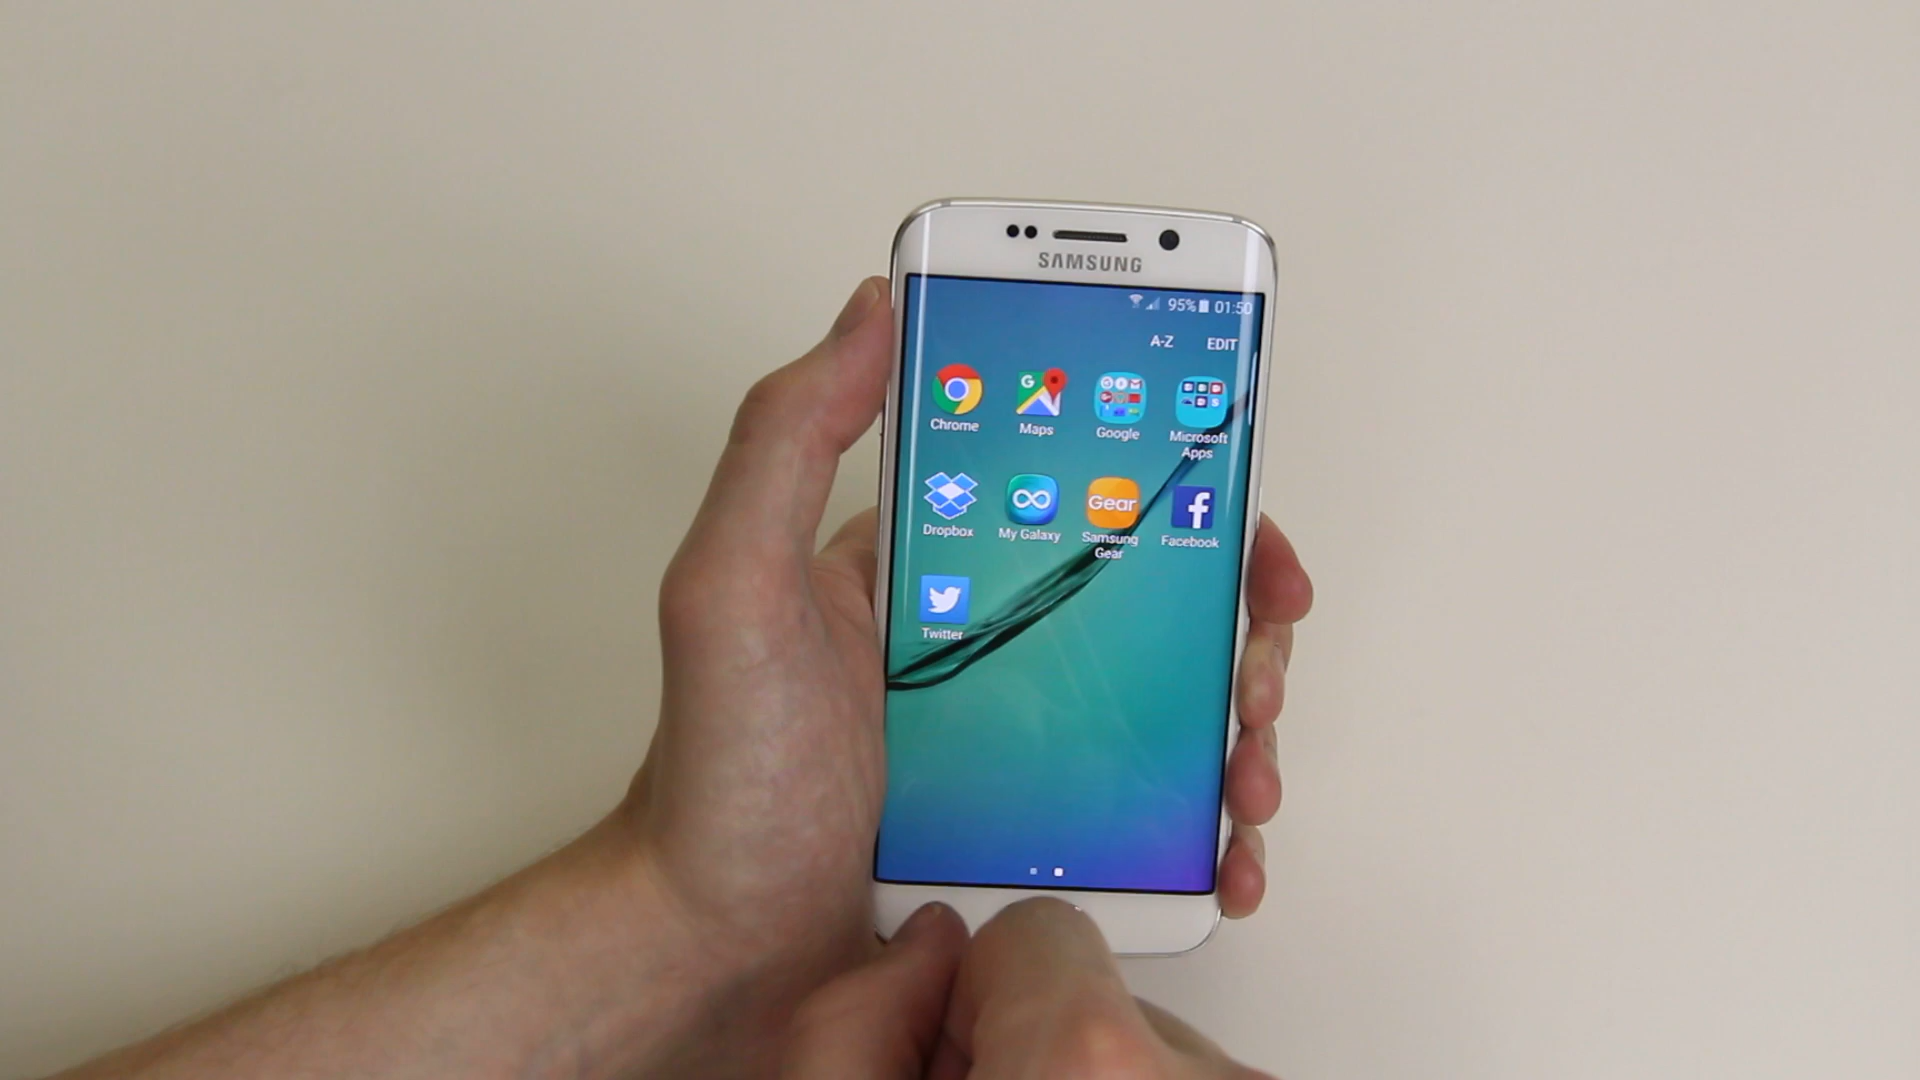 SAMSUNG
95% 01:50
A-Z EDIT
Chrome Maps Google Microsoft Apps
Dropbox My Galaxy Gear Samsung Gear Facebook
Twitter